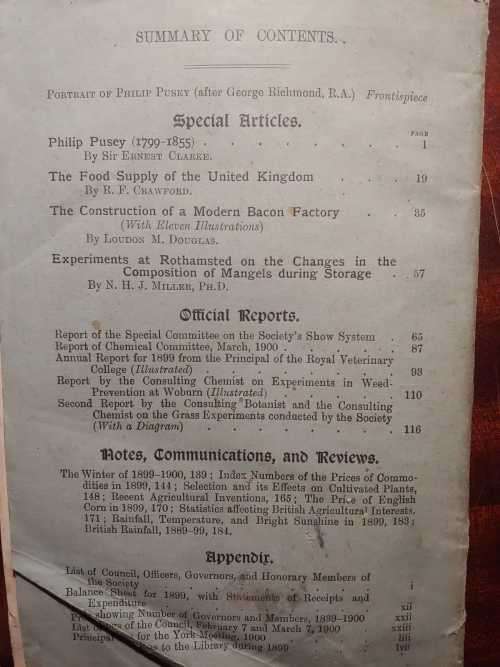 SUMMARY OF CONTENTS.
PORTRAIT OF PHILIP PUSEY (after George Richmond, R.A.) Frontispiece
Special Articles.
PAGE
Philip Pusey (1799-1855) . . . . . . . 1
By Sir ERNEST CLARKE.
The Food Supply of the United Kingdom . . . 19
By R. F. CRAWFORD.
The Construction of a Modern Bacon Factory . . 35
(With Eleven Illustrations)
By LOUDON M. DOUGLAS.
Experiments at Rothamsted on the Changes in the
Composition of Mangels during Storage . 57
By N. H. J. MILLER, PH.D.
Official Reports.
Report of the Special Committee on the Society's Show System . 65
Report of Chemical Committee, March, 1900 . . . . . 87
Annual Report for 1899 from the Principal of the Royal Veterinary
College (Illustrated) . . . . . . . . 93
Report by the Consulting Chemist on Experiments in Weed-
Prevention at Woburn (Illustrated) . . . . . . 110
Second Report by the Consulting Botanist and the Consulting
Chemist on the Grass Experiments conducted by the Society
(With a Diagram) . . . . . . . . . 116
Notes, Communications, and Reviews.
The Winter of 1899-1900, 139; Index Numbers of the Prices of Commo-
dities in 1899, 144; Selection and its Effects on Cultivated Plants,
148; Recent Agricultural Inventions, 165; The Price of English
Corn in 1899, 170; Statistics affecting British Agricultural Interests.
171; Rainfall, Temperature, and Bright Sunshine in 1899, 183;
British Rainfall, 1889-99, 184.
Appendix.
List of Council, Officers, Governors, and Honorary Members of
the Society . . . . . . . . . i
Balance Sheet for 1899, with Statements of Receipts and
Expenditure . . . . . . . . . xii
showing Number of Governors and Members, 1899-1900 xxii
of the Council, February 7 and March 7, 1900 xxiii
Principal for the York Meeting, 1900 liii
to the Library during 1899 lvii